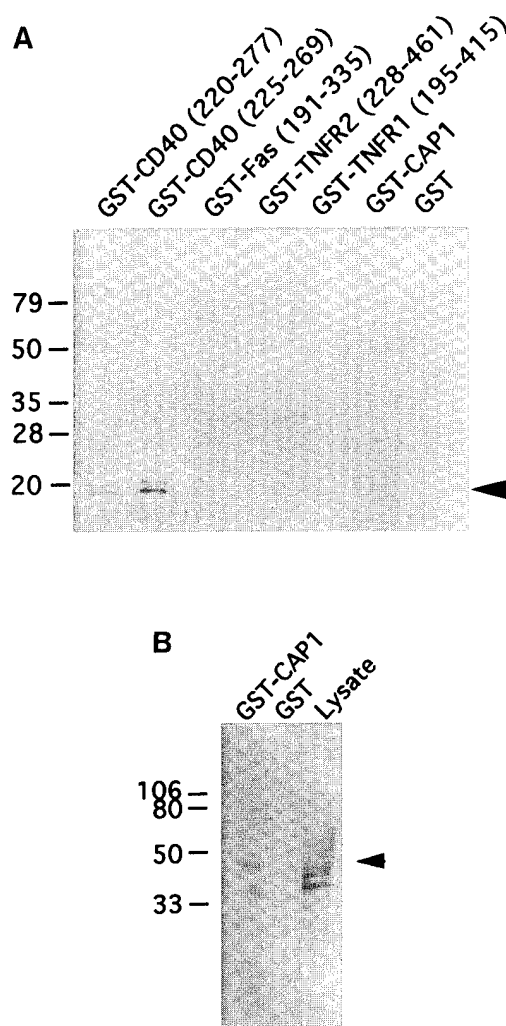 A
GST-CD40 (220-277)
GST-CD40 (225-269)
GST-Fas (191-335)
GST-TNFR2 (228-461)
GST-TNFR1 (195-415)
GST-CAP1
GST
79
50
35
28
20
B
GST-CAP1
GST
Lysate
106
80
50
33